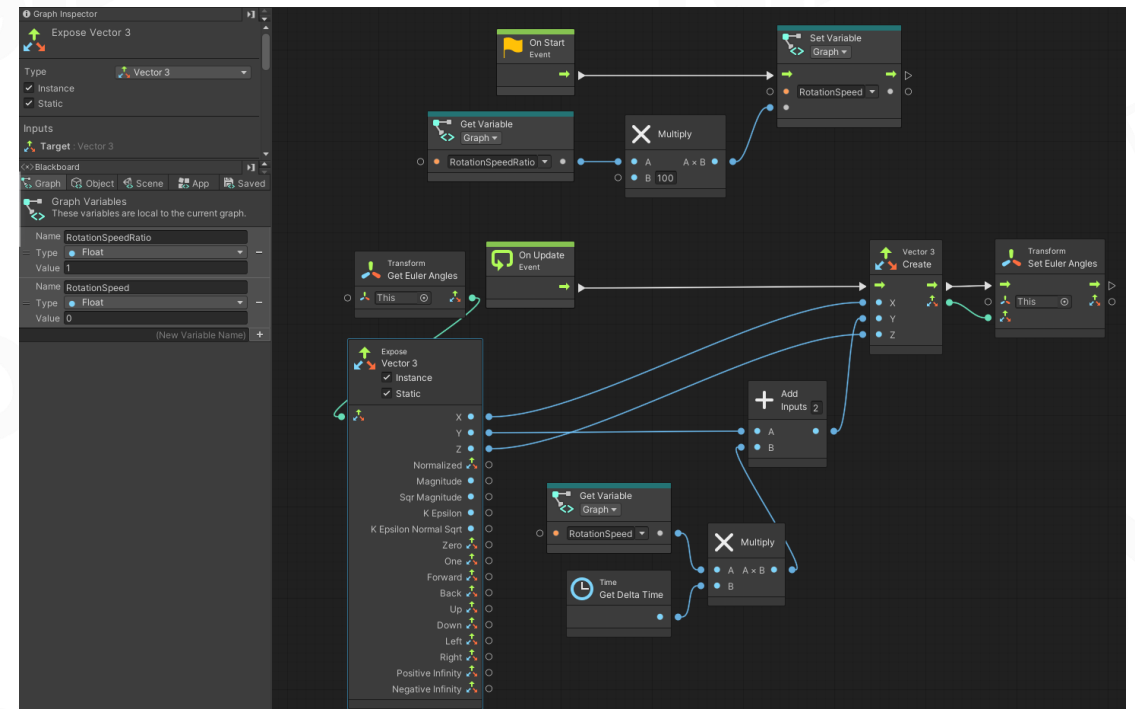 Graph Inspector
Expose Vector 3
Type
Vector 3
Instance
Static
Inputs
Target : Vector 3
Blackboard
Graph Object Scene App Saved
Graph Variables
These variables are local to the current graph.
Name RotationSpeedRatio
Type Float
Value 1
Name RotationSpeed
Type Float
Value 0
(New Variable Name) +
On Start
Event
Set Variable
Graph
RotationSpeed
Get Variable
Graph
RotationSpeedRatio
Multiply
A A × B
B 100
Transform
Get Euler Angles
This
On Update
Event
Vector 3
Create
X
Y
Z
Transform
Set Euler Angles
This
Expose
Vector 3
Instance
Static
X
Y
Z
Normalized
Magnitude
Sqr Magnitude
K Epsilon
K Epsilon Normal Sqrt
Zero
One
Forward
Back
Up
Down
Left
Right
Positive Infinity
Negative Infinity
Add
Inputs 2
A
B
Get Variable
Graph
RotationSpeed
Time
Get Delta Time
Multiply
A A × B
B